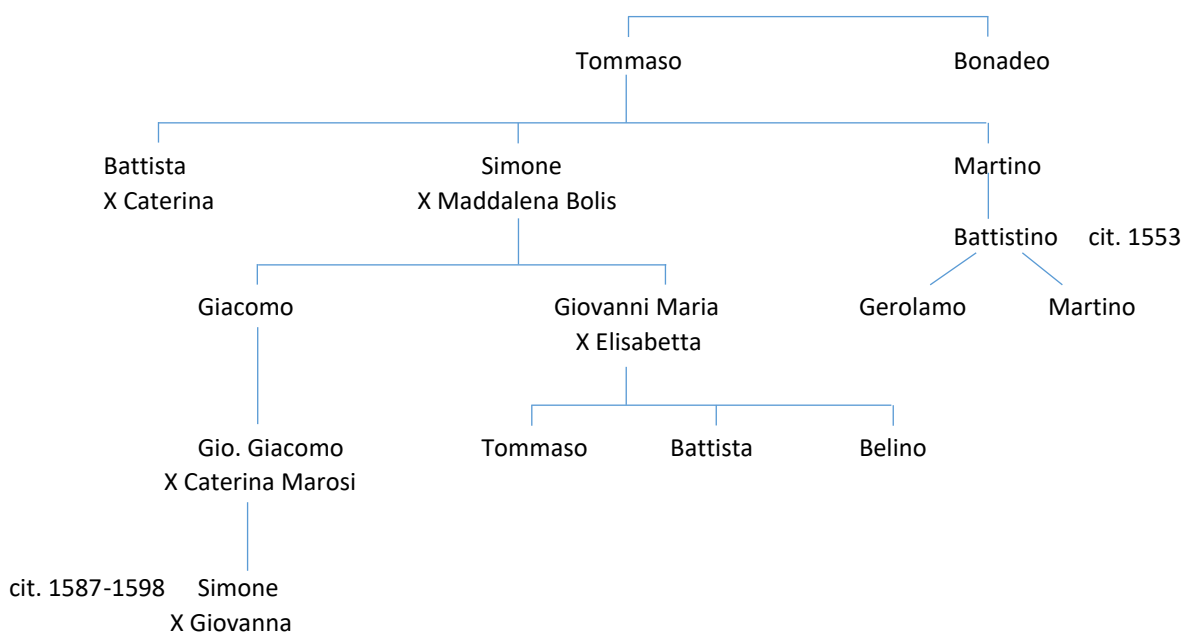 Tommaso Bonadeo
Battista Simone Martino
X Caterina X Maddalena Bolis
Battistino cit. 1553
Giacomo Giovanni Maria Gerolamo Martino
X Elisabetta
Gio. Giacomo Tommaso Battista Belino
X Caterina Marosi
cit. 1587-1598 Simone
X Giovanna